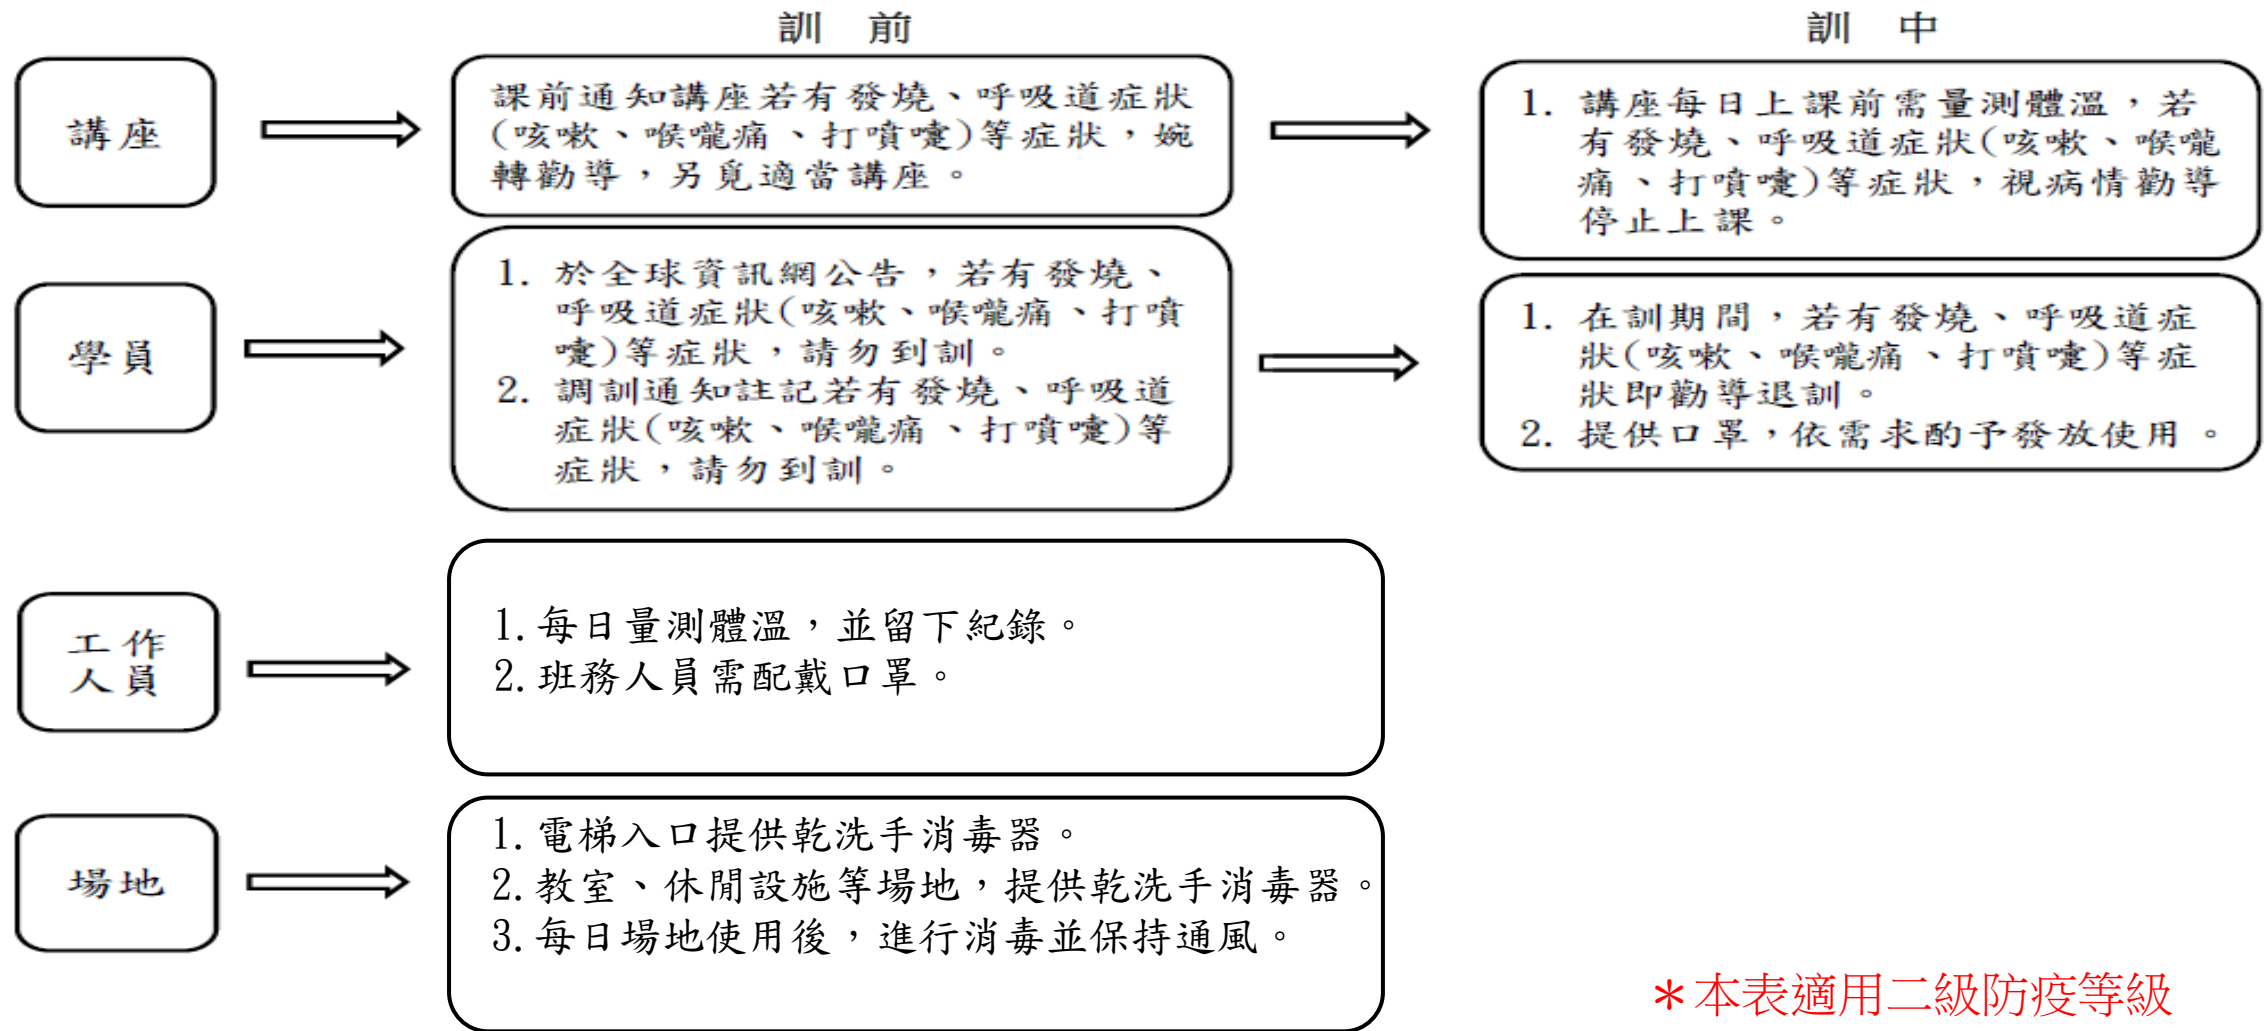 訓 前
訓 中
講座
課前通知講座若有發燒、呼吸道症狀
(咳嗽、喉嚨痛、打噴嚏)等症狀，婉
轉勸導，另覓適當講座。
1. 講座每日上課前需量測體溫，若
有發燒、呼吸道症狀(咳嗽、喉嚨
痛、打噴嚏)等症狀，視病情勸導
停止上課。
學員
1. 於全球資訊網公告，若有發燒、
呼吸道症狀(咳嗽、喉嚨痛、打噴
嚏)等症狀，請勿到訓。
2. 調訓通知註記若有發燒、呼吸道
症狀(咳嗽、喉嚨痛、打噴嚏)等
症狀，請勿到訓。
1. 在訓期間，若有發燒、呼吸道症
狀(咳嗽、喉嚨痛、打噴嚏)等症
狀即勸導退訓。
2. 提供口罩，依需求酌予發放使用。
工作
人員
1.每日量測體溫，並留下紀錄。
2.班務人員需配戴口罩。
場地
1.電梯入口提供乾洗手消毒器。
2.教室、休閒設施等場地，提供乾洗手消毒器。
3.每日場地使用後，進行消毒並保持通風。
＊本表適用二級防疫等級